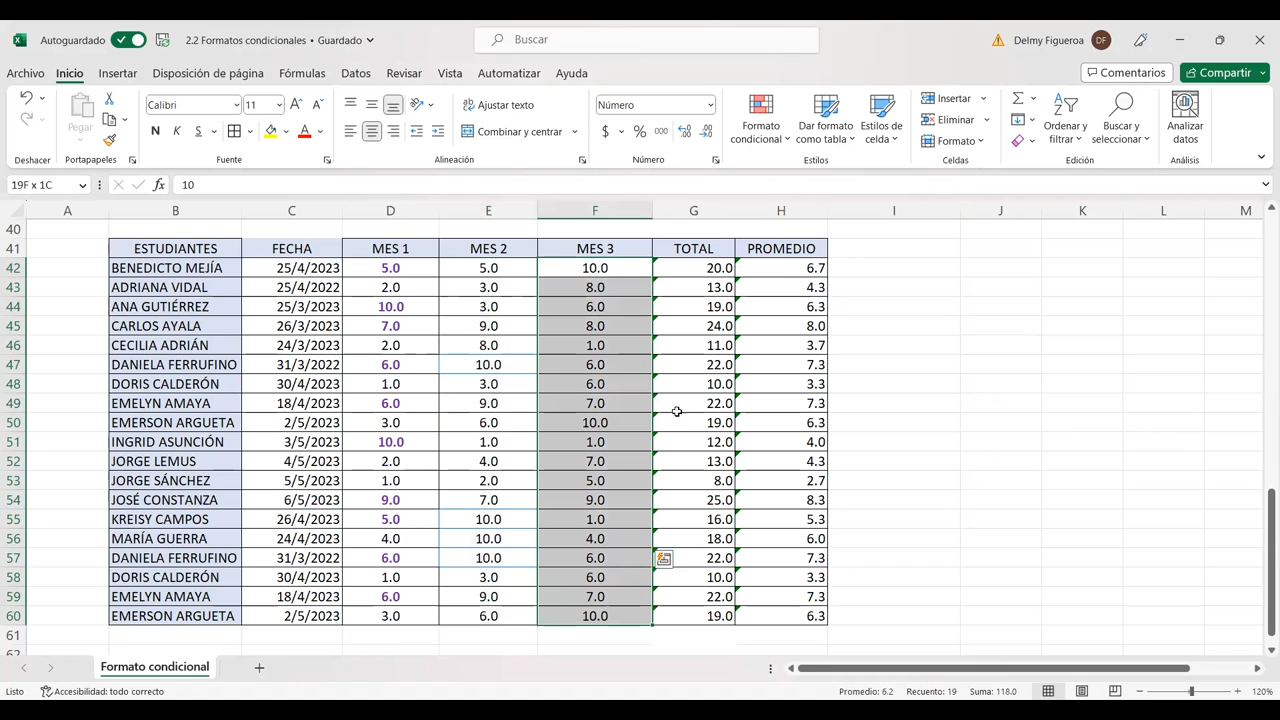 Autoguardado 2.2 Formatos condicionales • Guardado Buscar Delmy Figueroa DF
Archivo Inicio Insertar Disposición de página Fórmulas Datos Revisar Vista Automatizar Ayuda Comentarios Compartir
Pegar Calibri 11 N K S A Ajustar texto Combinar y centrar Número $ % 000 Formato condicional Dar formato como tabla Estilos de celda Insertar Eliminar Formato Ordenar y filtrar Buscar y seleccionar Analizar datos
Deshacer Portapapeles Fuente Alineación Número Estilos Celdas Edición Análisis
19F x 1C fx 10
A B C D E F G H I J K L M
40
41 ESTUDIANTES FECHA MES 1 MES 2 MES 3 TOTAL PROMEDIO
42 BENEDICTO MEJÍA 25/4/2023 5.0 5.0 10.0 20.0 6.7
43 ADRIANA VIDAL 25/4/2022 2.0 3.0 8.0 13.0 4.3
44 ANA GUTIÉRREZ 25/3/2023 10.0 3.0 6.0 19.0 6.3
45 CARLOS AYALA 26/3/2023 7.0 9.0 8.0 24.0 8.0
46 CECILIA ADRIÁN 24/3/2023 2.0 8.0 1.0 11.0 3.7
47 DANIELA FERRUFINO 31/3/2022 6.0 10.0 6.0 22.0 7.3
48 DORIS CALDERÓN 30/4/2023 1.0 3.0 6.0 10.0 3.3
49 EMELYN AMAYA 18/4/2023 6.0 9.0 7.0 22.0 7.3
50 EMERSON ARGUETA 2/5/2023 3.0 6.0 10.0 19.0 6.3
51 INGRID ASUNCIÓN 3/5/2023 10.0 1.0 1.0 12.0 4.0
52 JORGE LEMUS 4/5/2023 2.0 4.0 7.0 13.0 4.3
53 JORGE SÁNCHEZ 5/5/2023 1.0 2.0 5.0 8.0 2.7
54 JOSÉ CONSTANZA 6/5/2023 9.0 7.0 9.0 25.0 8.3
55 KREISY CAMPOS 26/4/2023 5.0 10.0 1.0 16.0 5.3
56 MARÍA GUERRA 24/4/2023 4.0 10.0 4.0 18.0 6.0
57 DANIELA FERRUFINO 31/3/2022 6.0 10.0 6.0 22.0 7.3
58 DORIS CALDERÓN 30/4/2023 1.0 3.0 6.0 10.0 3.3
59 EMELYN AMAYA 18/4/2023 6.0 9.0 7.0 22.0 7.3
60 EMERSON ARGUETA 2/5/2023 3.0 6.0 10.0 19.0 6.3
61
Formato condicional
Listo Accesibilidad: todo correcto Promedio: 6.2 Recuento: 19 Suma: 118.0 120%